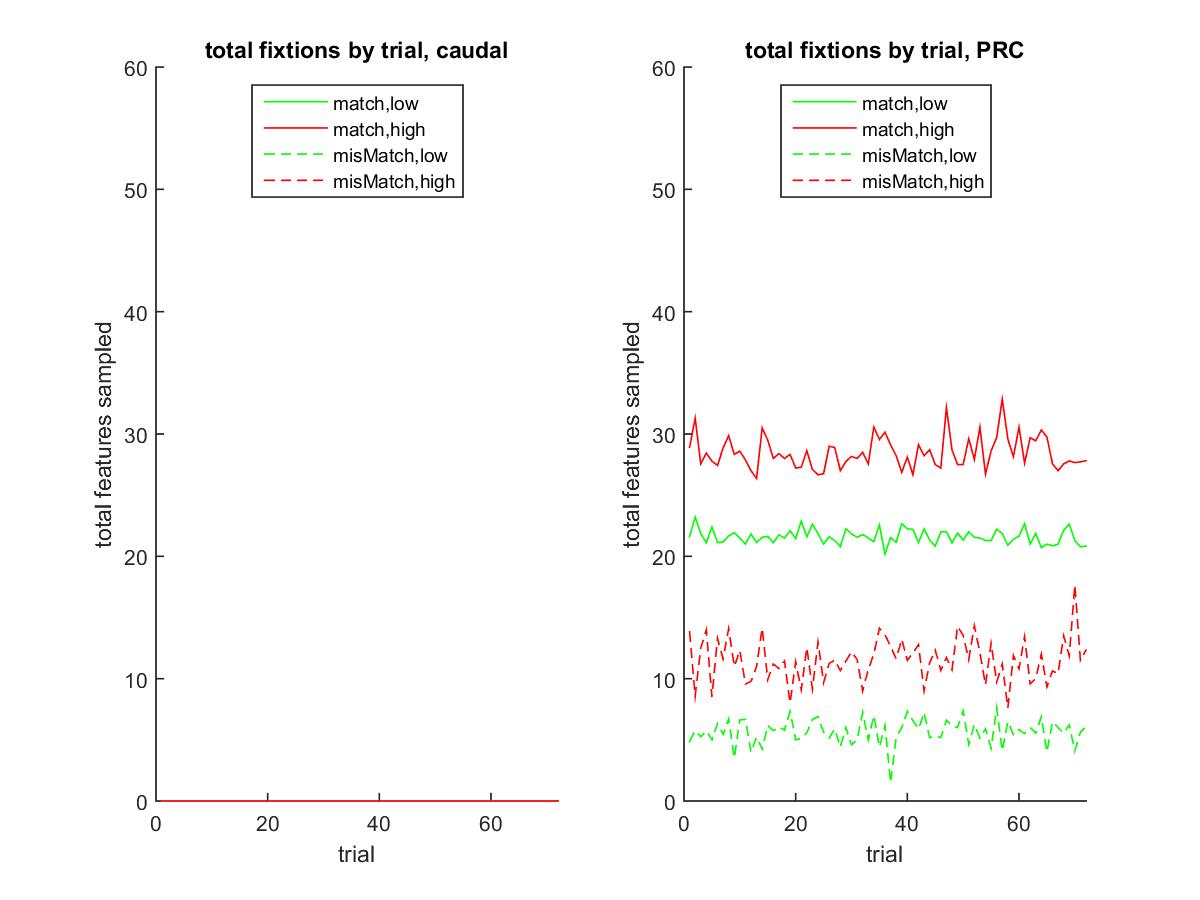 total fixtions by trial, caudal
60
50
40
30
20
10
0
total features sampled
match,low
match,high
misMatch,low
misMatch,high
0 20 40 60
trial
total fixtions by trial, PRC
60
50
40
30
20
10
0
total features sampled
match,low
match,high
misMatch,low
misMatch,high
0 20 40 60
trial